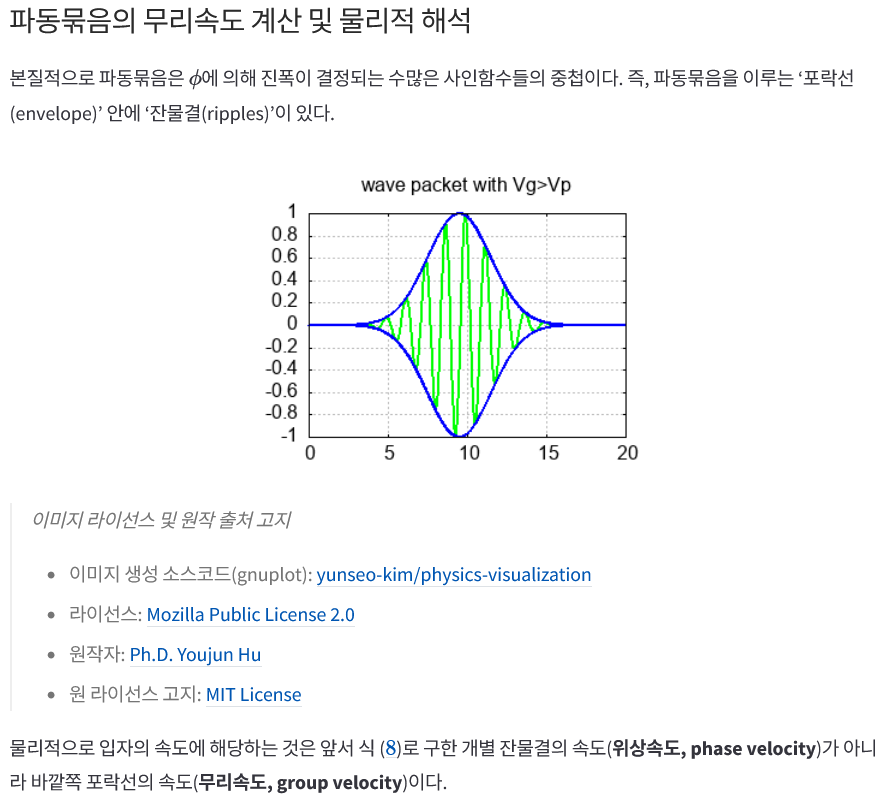 파동묶음의 무리속도 계산 및 물리적 해석
본질적으로 파동묶음은 ϕ에 의해 진폭이 결정되는 수많은 사인함수들의 중첩이다. 즉, 파동묶음을 이루는 ‘포락선
(envelope)’ 안에 ‘잔물결(ripples)’이 있다.
wave packet with Vg>Vp
1
0.8
0.6
0.4
0.2
0
-0.2
-0.4
-0.6
-0.8
-1
0 5 10 15 20
이미지 라이선스 및 원작 출처 고지
• 이미지 생성 소스코드(gnuplot): yunseo-kim/physics-visualization
• 라이선스: Mozilla Public License 2.0
• 원작자: Ph.D. Youjun Hu
• 원 라이선스 고지: MIT License
물리적으로 입자의 속도에 해당하는 것은 앞서 식 (8)로 구한 개별 잔물결의 속도(위상속도, phase velocity)가 아니
라 바깥쪽 포락선의 속도(무리속도, group velocity)이다.